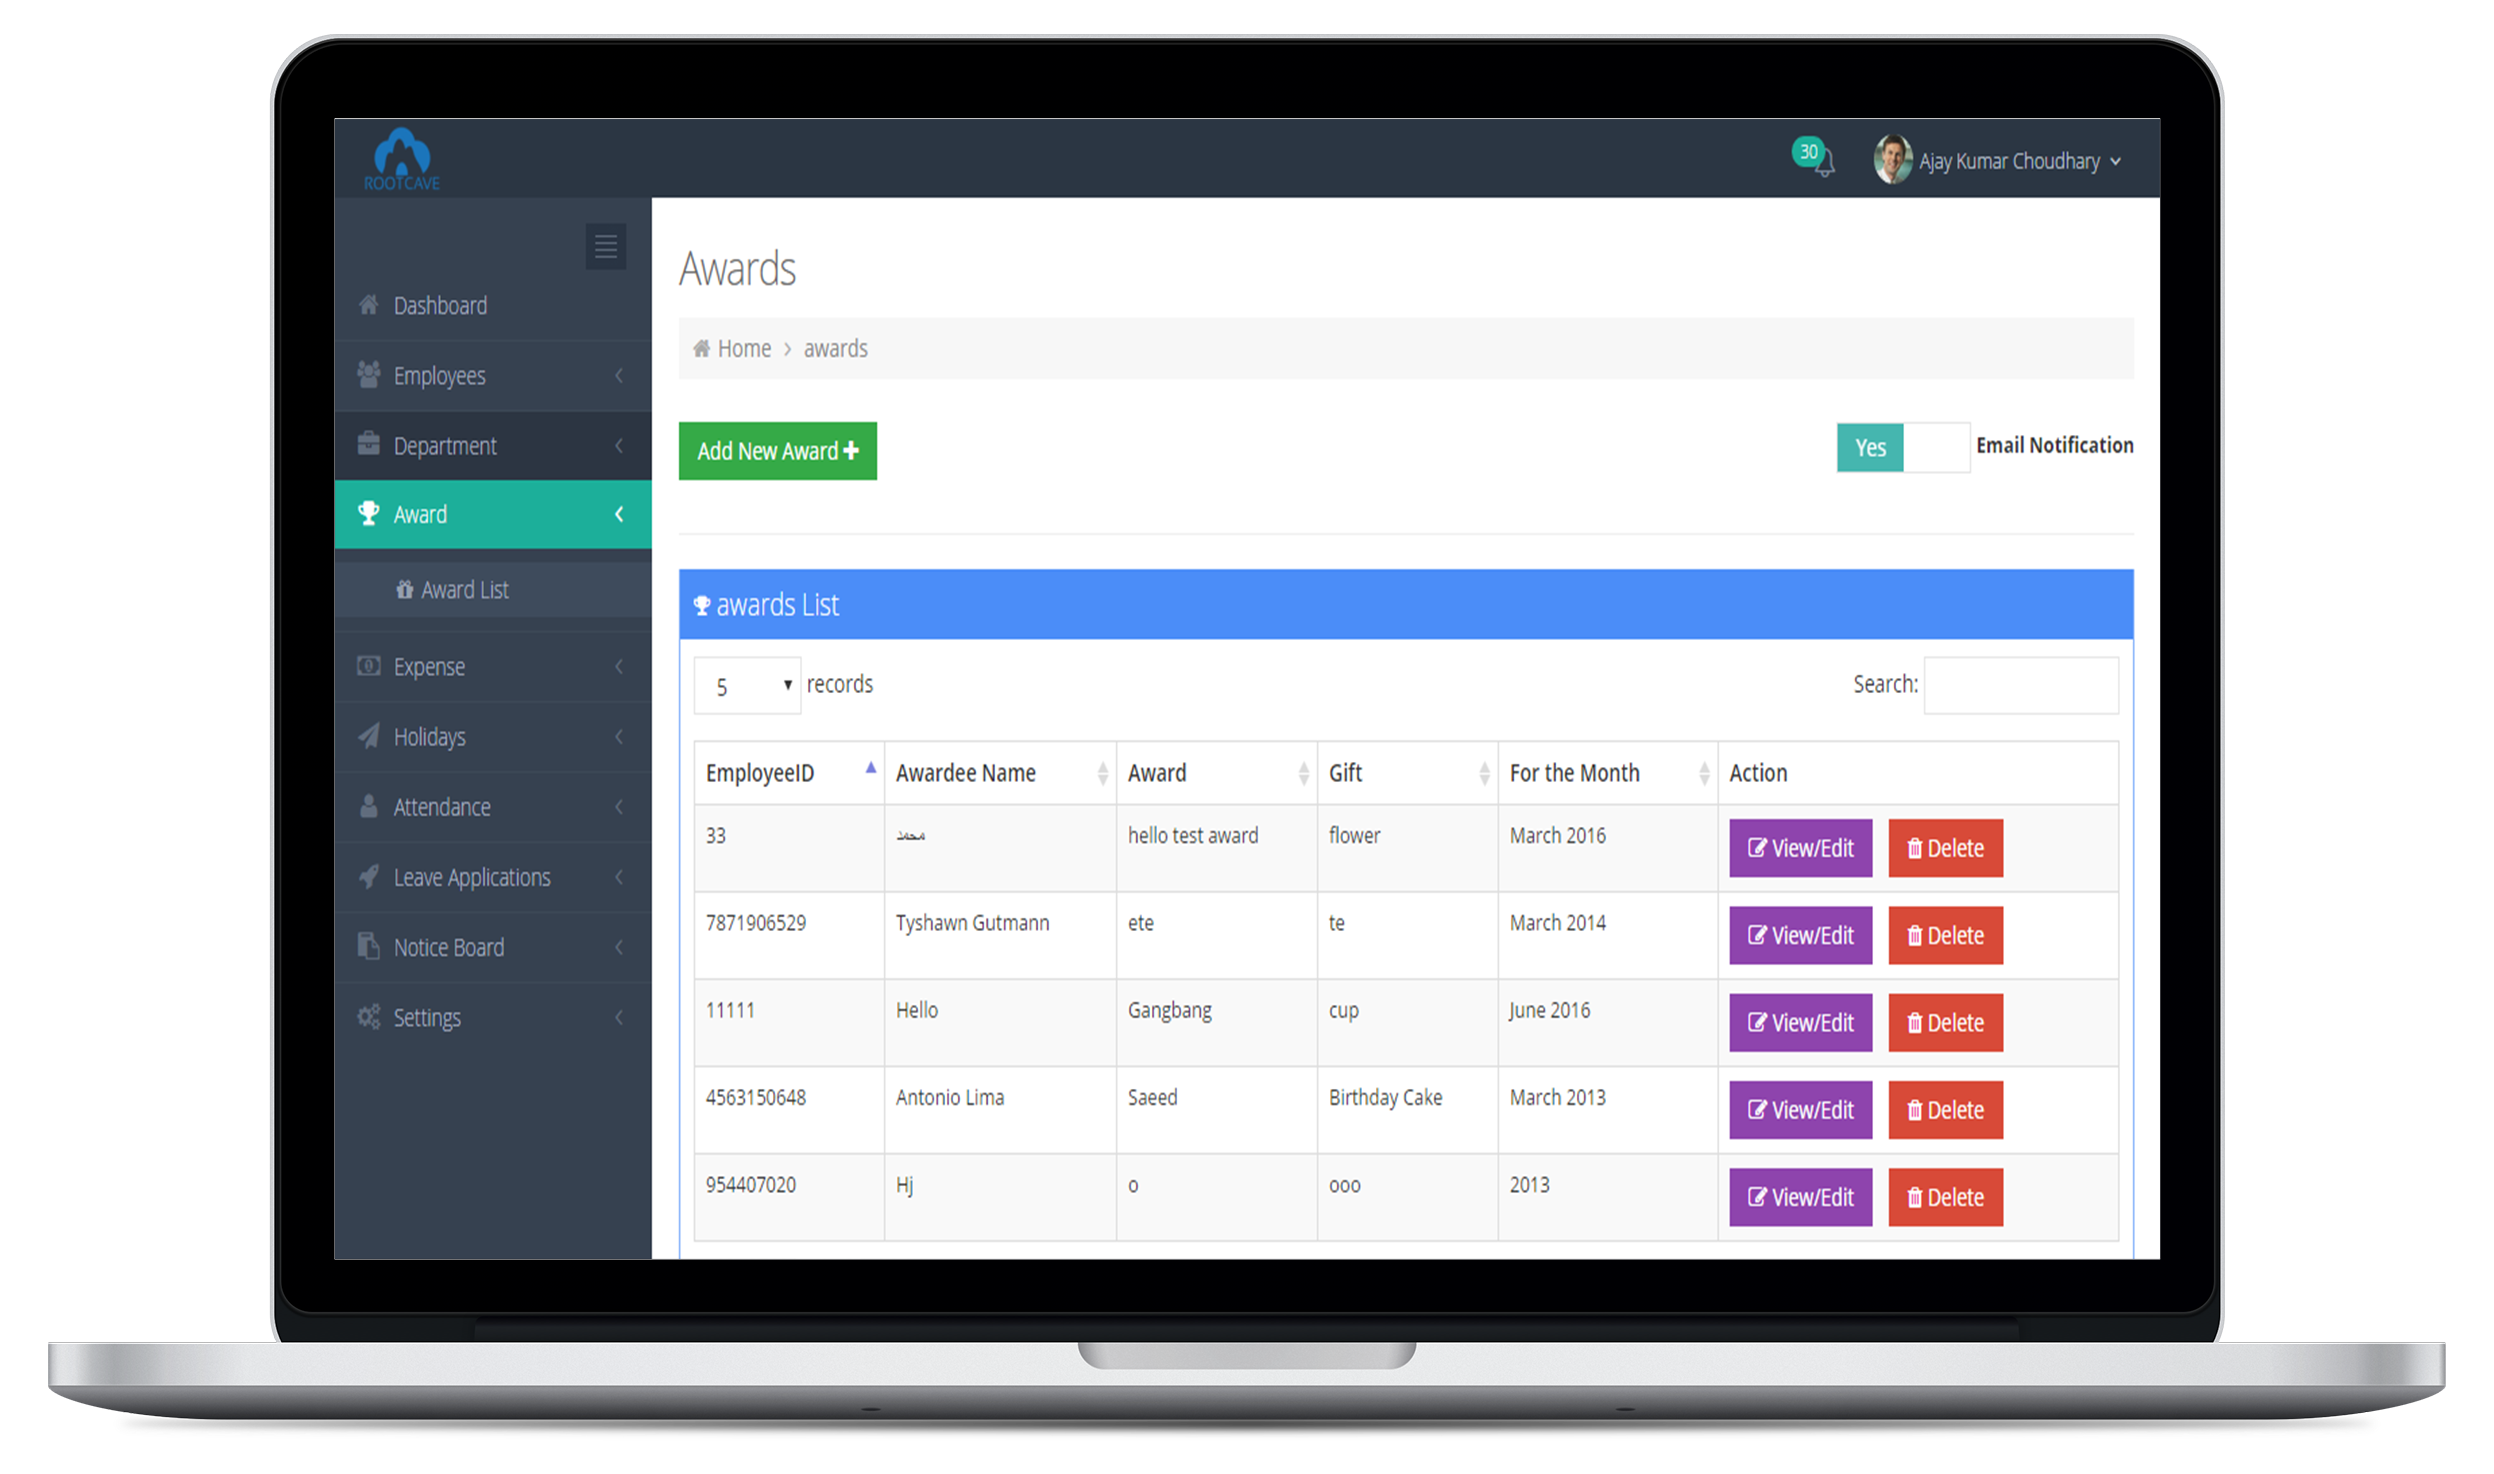 ROOTCAVE
30
Ajay Kumar Choudhary
Dashboard
Employees
Department
Award
Award List
Expense
Holidays
Attendance
Leave Applications
Notice Board
Settings
Awards
Home > awards
Add New Award
Yes
Email Notification
awards List
5 records
Search:
EmployeeID Awardee Name Award Gift For the Month Action
33 محمد hello test award flower March 2016 View/Edit Delete
7871906529 Tyshawn Gutmann ete te March 2014 View/Edit Delete
11111 Hello Gangbang cup June 2016 View/Edit Delete
4563150648 Antonio Lima Saeed Birthday Cake March 2013 View/Edit Delete
954407020 Hj o ooo 2013 View/Edit Delete